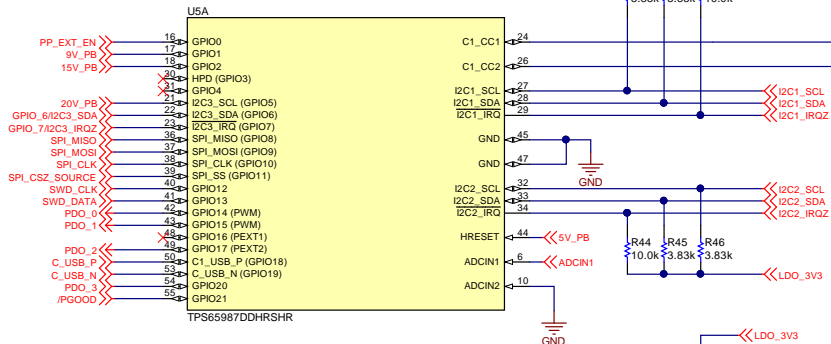 U5A
PP_EXT_EN 16 GPIO0
9V_PB 17 GPIO1
15V_PB 18 GPIO2
30 HPD (GPIO3)
31 GPIO4
20V_PB 21 I2C3_SCL (GPIO5)
GPIO_6/I2C3_SDA 22 I2C3_SDA (GPIO6)
GPIO_7/I2C3_IRQZ 23 I2C3_IRQ (GPIO7)
SPI_MISO 36 SPI_MISO (GPIO8)
SPI_MOSI 37 SPI_MOSI (GPIO9)
SPI_CLK 38 SPI_CLK (GPIO10)
SPI_CSZ_SOURCE 39 SPI_SS (GPIO11)
SWD_CLK 40 GPIO12
SWD_DATA 41 GPIO13
PDO_0 42 GPIO14 (PWM)
PDO_1 43 GPIO15 (PWM)
48 GPIO16 (PEXT1)
PDO_2 49 GPIO17 (PEXT2)
C_USB_P 50 C1_USB_P (GPIO18)
C_USB_N 53 C_USB_N (GPIO19)
PDO_3 54 GPIO20
/PGOOD 55 GPIO21
TPS65987DDHRSHR
C1_CC1 24
C1_CC2 26
I2C1_SCL 27 I2C1_SCL
I2C1_SDA 28 I2C1_SDA
I2C1_IRQ 29 I2C1_IRQZ
GND 45
GND 47
GND
I2C2_SCL 32 I2C2_SCL
I2C2_SDA 33 I2C2_SDA
I2C2_IRQ 34 I2C2_IRQZ
HRESET 44 5V_PB
ADCIN1 6 ADCIN1
ADCIN2 10
GND
R44 R45 R46
10.0k 3.83k 3.83k
LDO_3V3
LDO_3V3